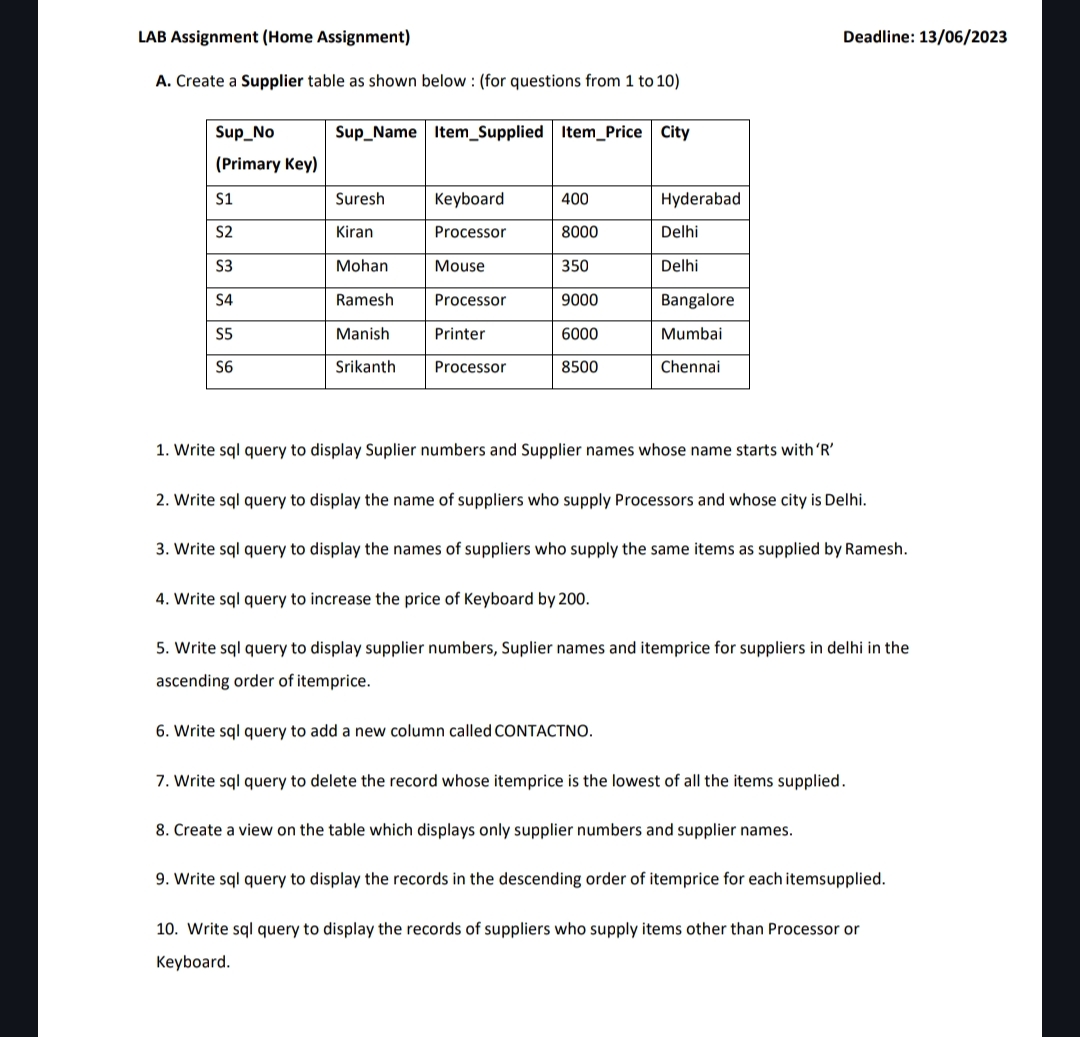 LAB Assignment (Home Assignment) Deadline: 13/06/2023
A. Create a Supplier table as shown below : (for questions from 1 to 10)
Sup_No Sup_Name Item_Supplied Item_Price City
(Primary Key)
S1 Suresh Keyboard 400 Hyderabad
S2 Kiran Processor 8000 Delhi
S3 Mohan Mouse 350 Delhi
S4 Ramesh Processor 9000 Bangalore
S5 Manish Printer 6000 Mumbai
S6 Srikanth Processor 8500 Chennai
1. Write sql query to display Suplier numbers and Supplier names whose name starts with ‘R’
2. Write sql query to display the name of suppliers who supply Processors and whose city is Delhi.
3. Write sql query to display the names of suppliers who supply the same items as supplied by Ramesh.
4. Write sql query to increase the price of Keyboard by 200.
5. Write sql query to display supplier numbers, Suplier names and itemprice for suppliers in delhi in the
ascending order of itemprice.
6. Write sql query to add a new column called CONTACTNO.
7. Write sql query to delete the record whose itemprice is the lowest of all the items supplied.
8. Create a view on the table which displays only supplier numbers and supplier names.
9. Write sql query to display the records in the descending order of itemprice for each itemsupplied.
10. Write sql query to display the records of suppliers who supply items other than Processor or
Keyboard.